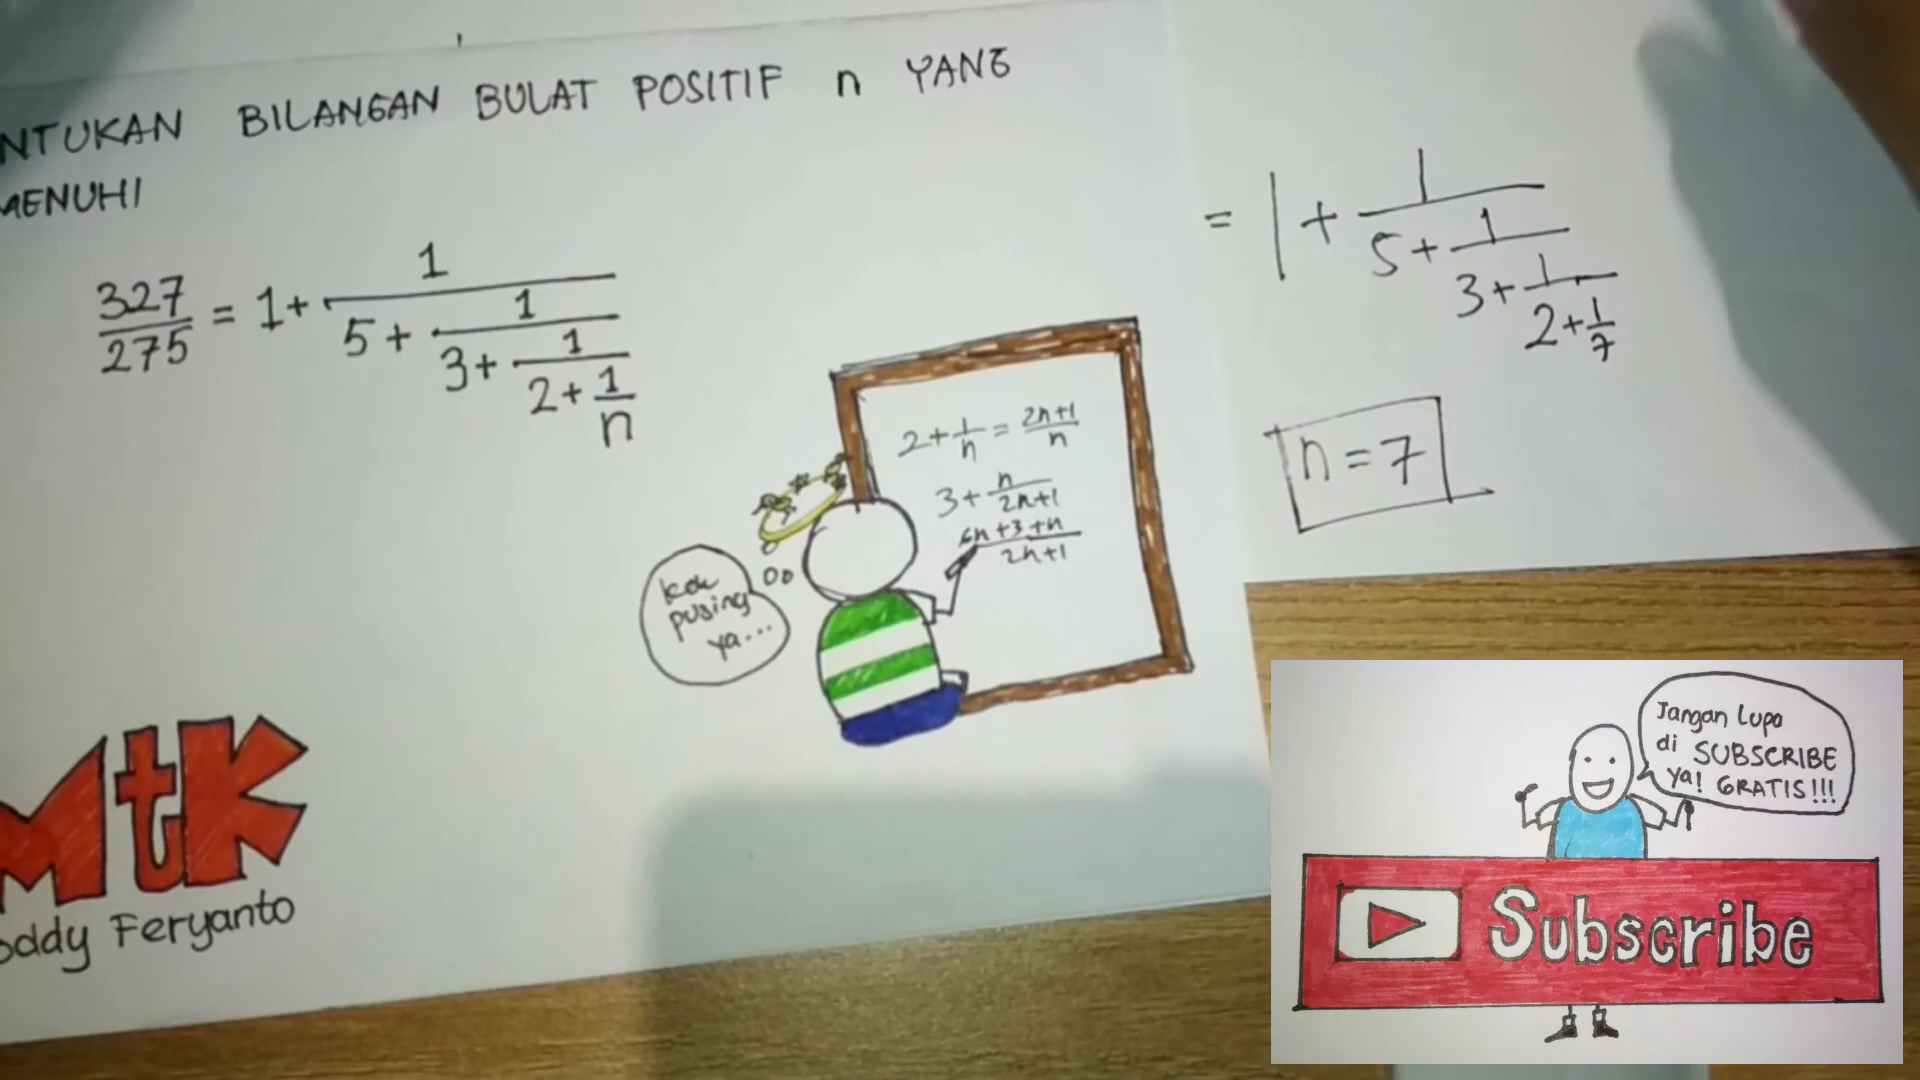 NTUKAN BILANGAN BULAT POSITIF n YANG
MENUHI
327/275 = 1 + 1/(5 + 1/(3 + 1/(2 + 1/n)))
= 1 + 1/(5 + 1/(3 + 1/(2 + 1/7)))
n = 7
2 + 1/n = (2n+1)/n
3 + n/(2n+1)
(6n+3+n)/(2n+1)
kok
pusing
ya...
MtK
oddy Feryanto
Jangan Lupa
di SUBSCRIBE
ya! GRATIS!!!
Subscribe